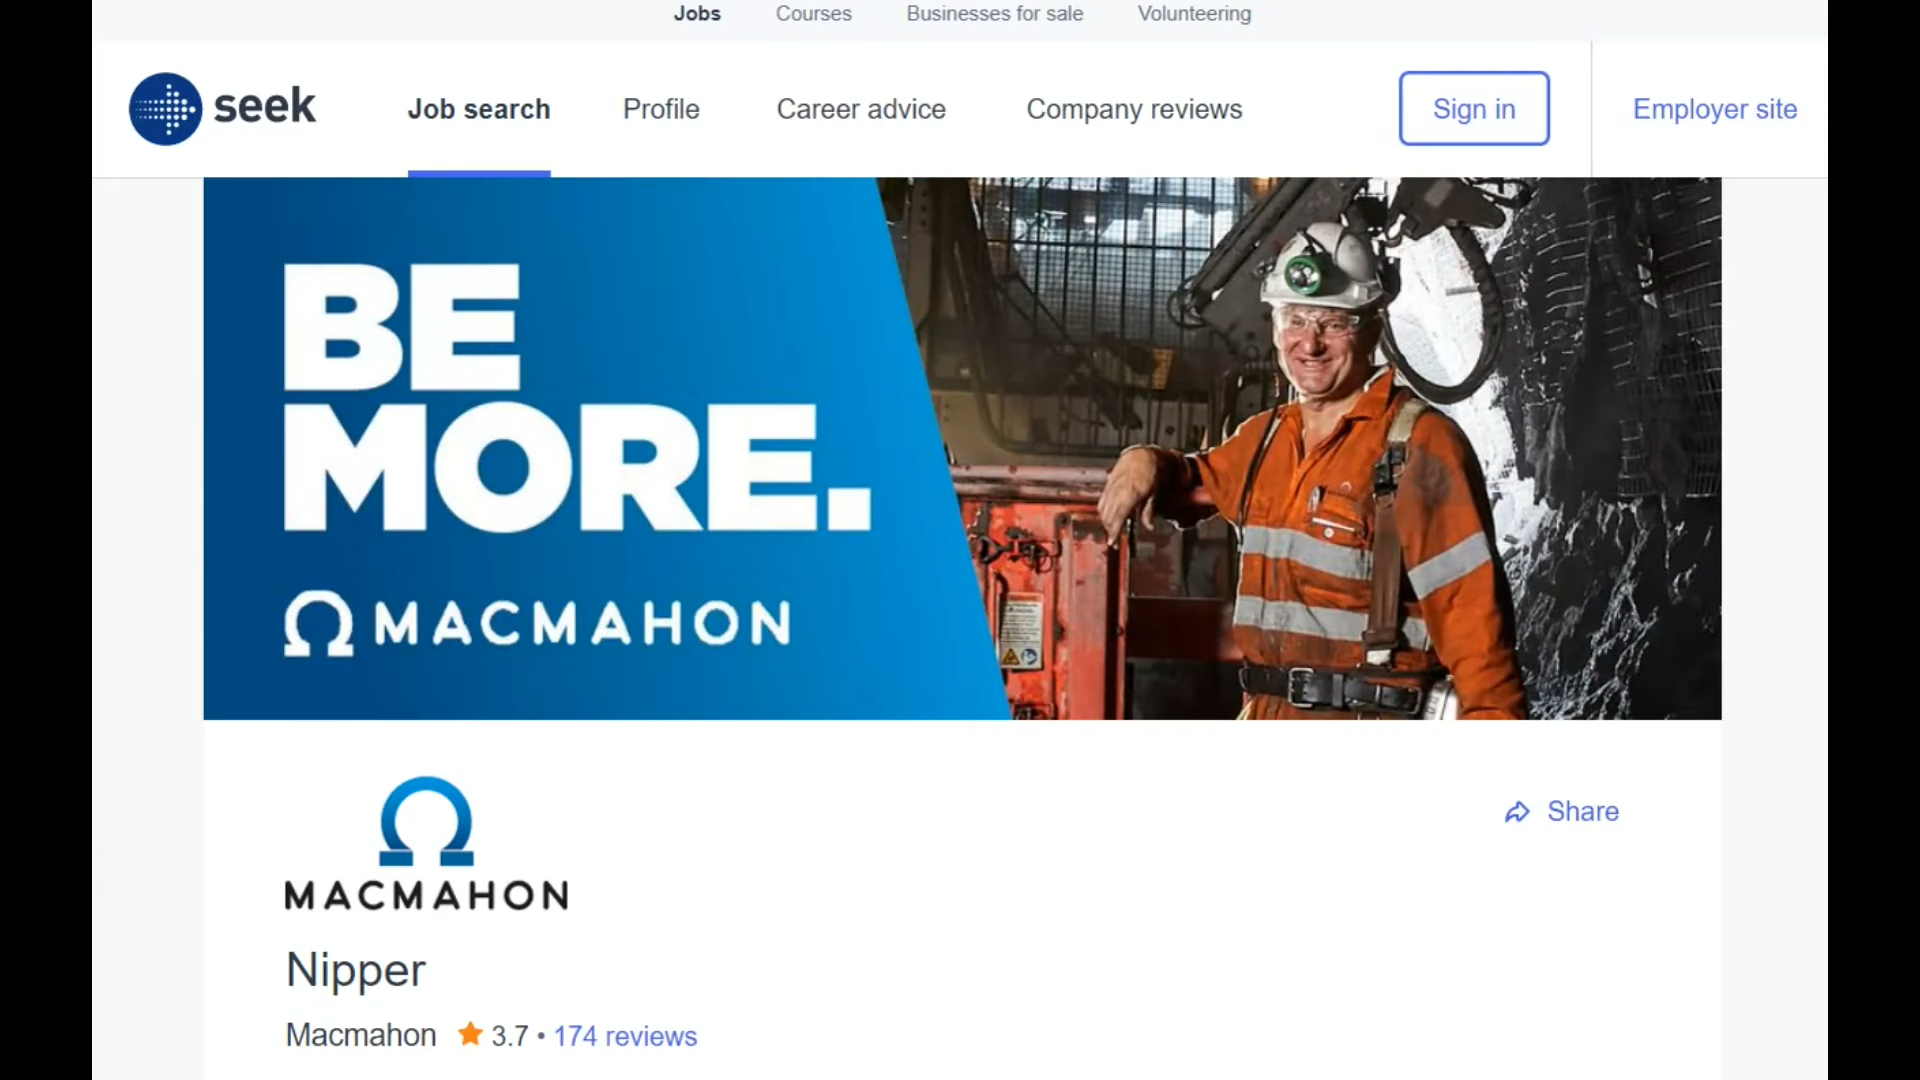 Jobs Courses Businesses for sale Volunteering
seek Job search Profile Career advice Company reviews Sign in Employer site
BE
MORE.
MACMAHON
Share
MACMAHON
Nipper
Macmahon 3.7 • 174 reviews